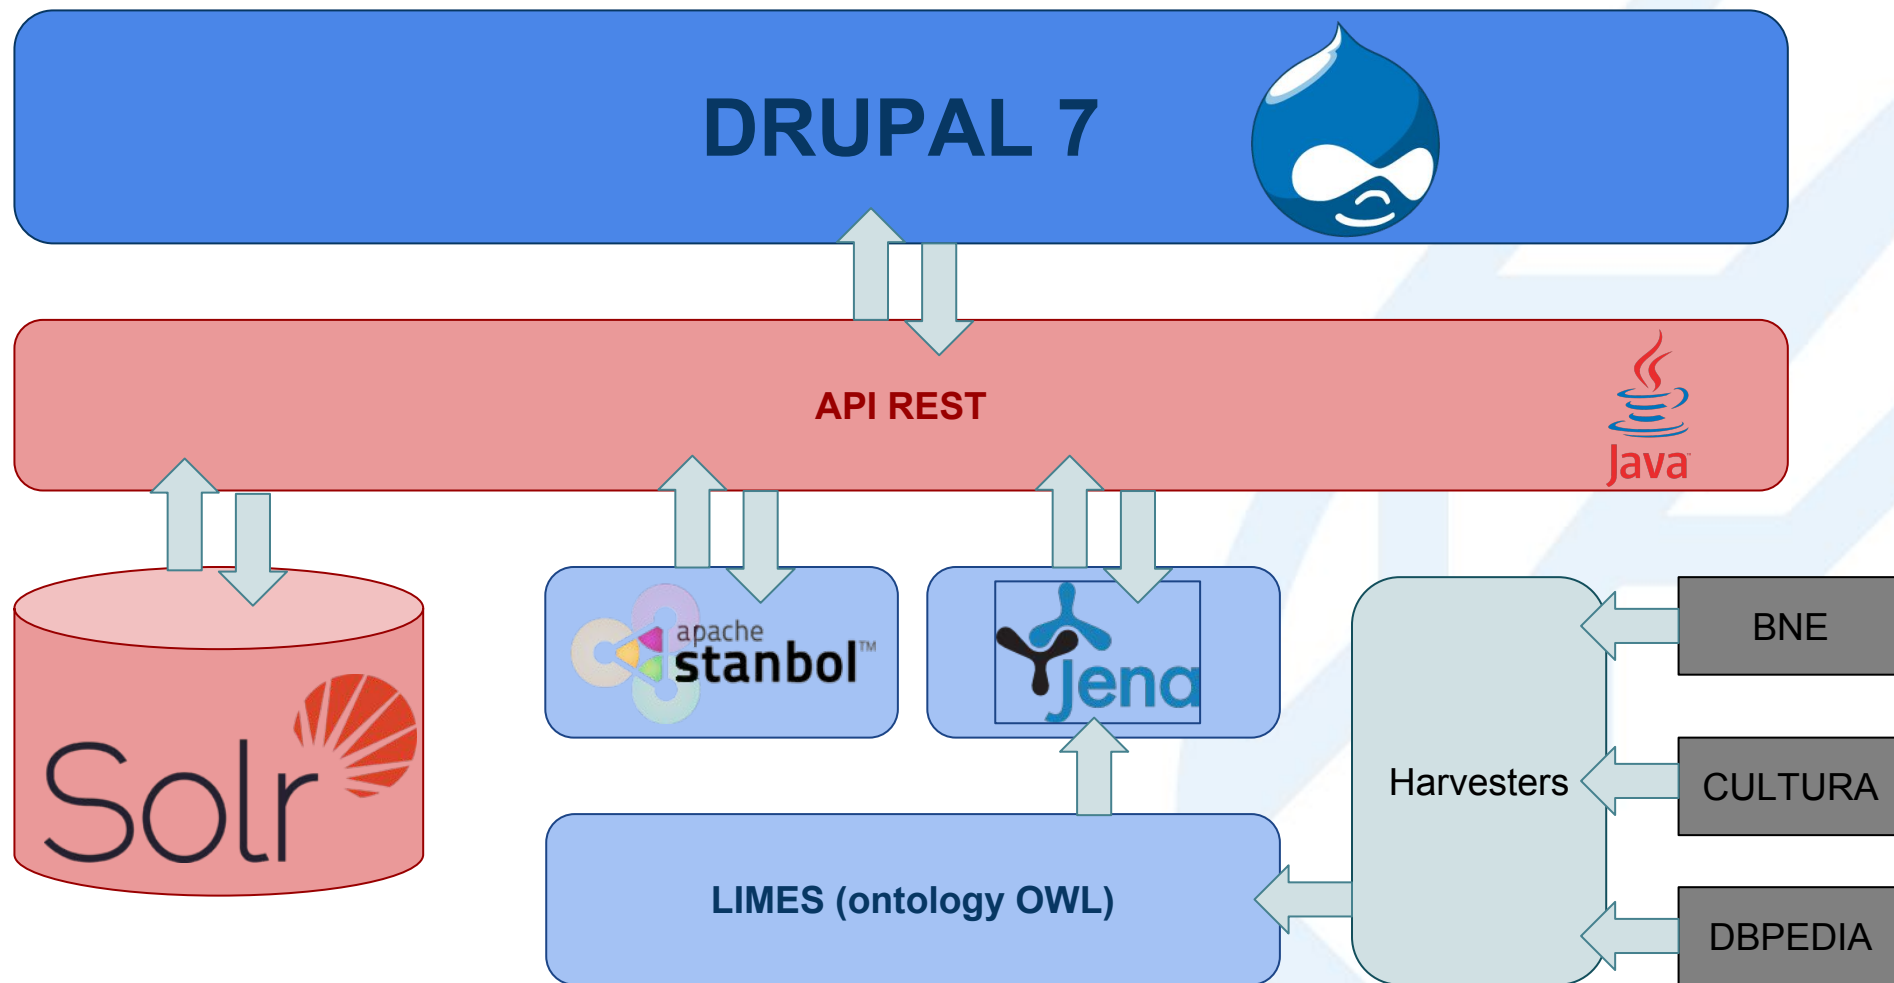 DRUPAL 7
API REST
Java
Solr
apache
stanbol™
Jena
Harvesters
BNE
CULTURA
DBPEDIA
LIMES (ontology OWL)